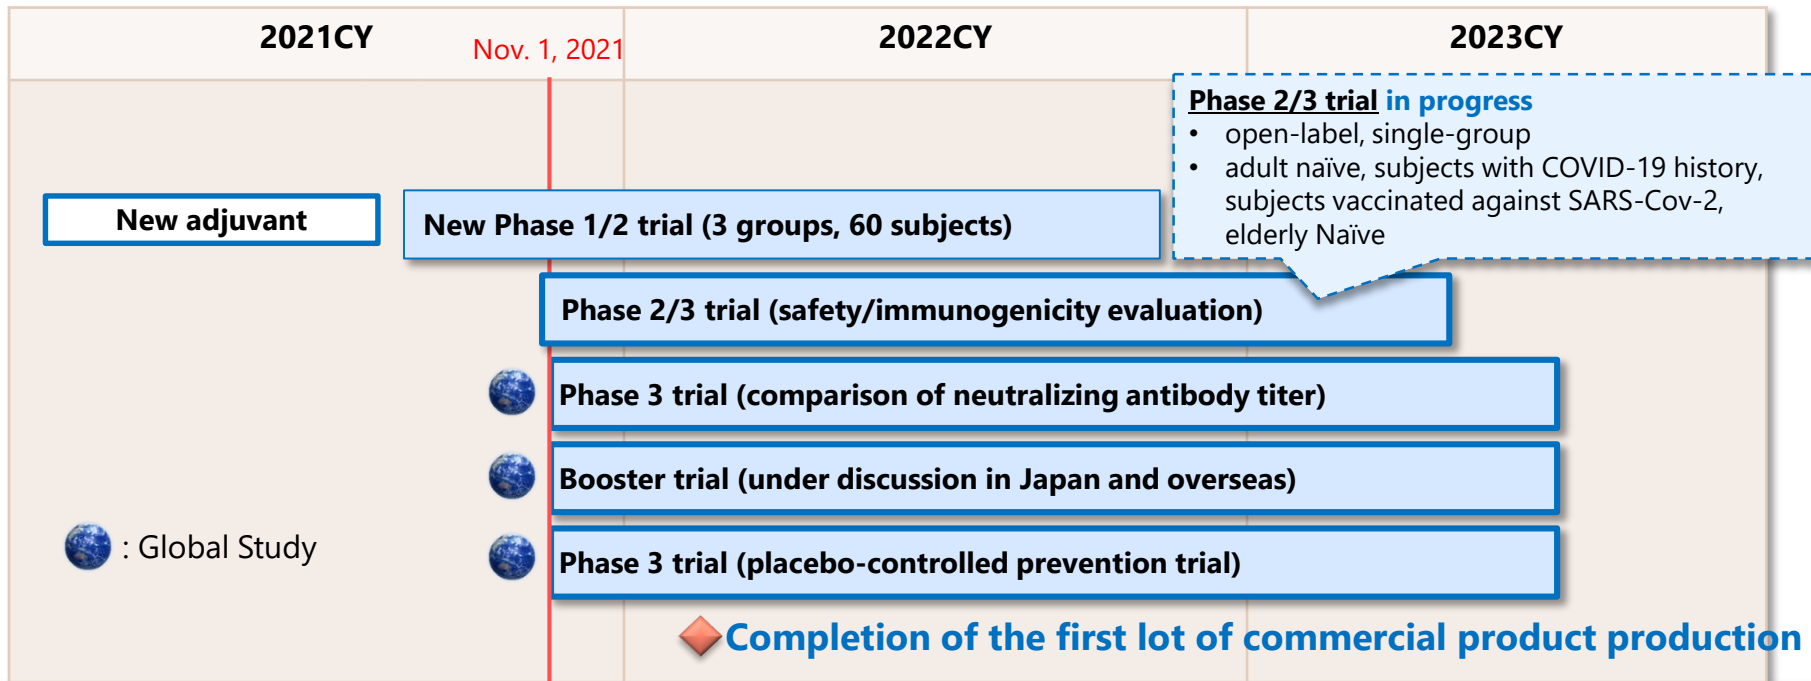 2021CY
Nov. 1, 2021
2022CY
2023CY
Phase 2/3 trial in progress
• open-label, single-group
• adult naïve, subjects with COVID-19 history,
subjects vaccinated against SARS-Cov-2,
elderly Naïve
New adjuvant
New Phase 1/2 trial (3 groups, 60 subjects)
Phase 2/3 trial (safety/immunogenicity evaluation)
Phase 3 trial (comparison of neutralizing antibody titer)
Booster trial (under discussion in Japan and overseas)
: Global Study
Phase 3 trial (placebo-controlled prevention trial)
Completion of the first lot of commercial product production